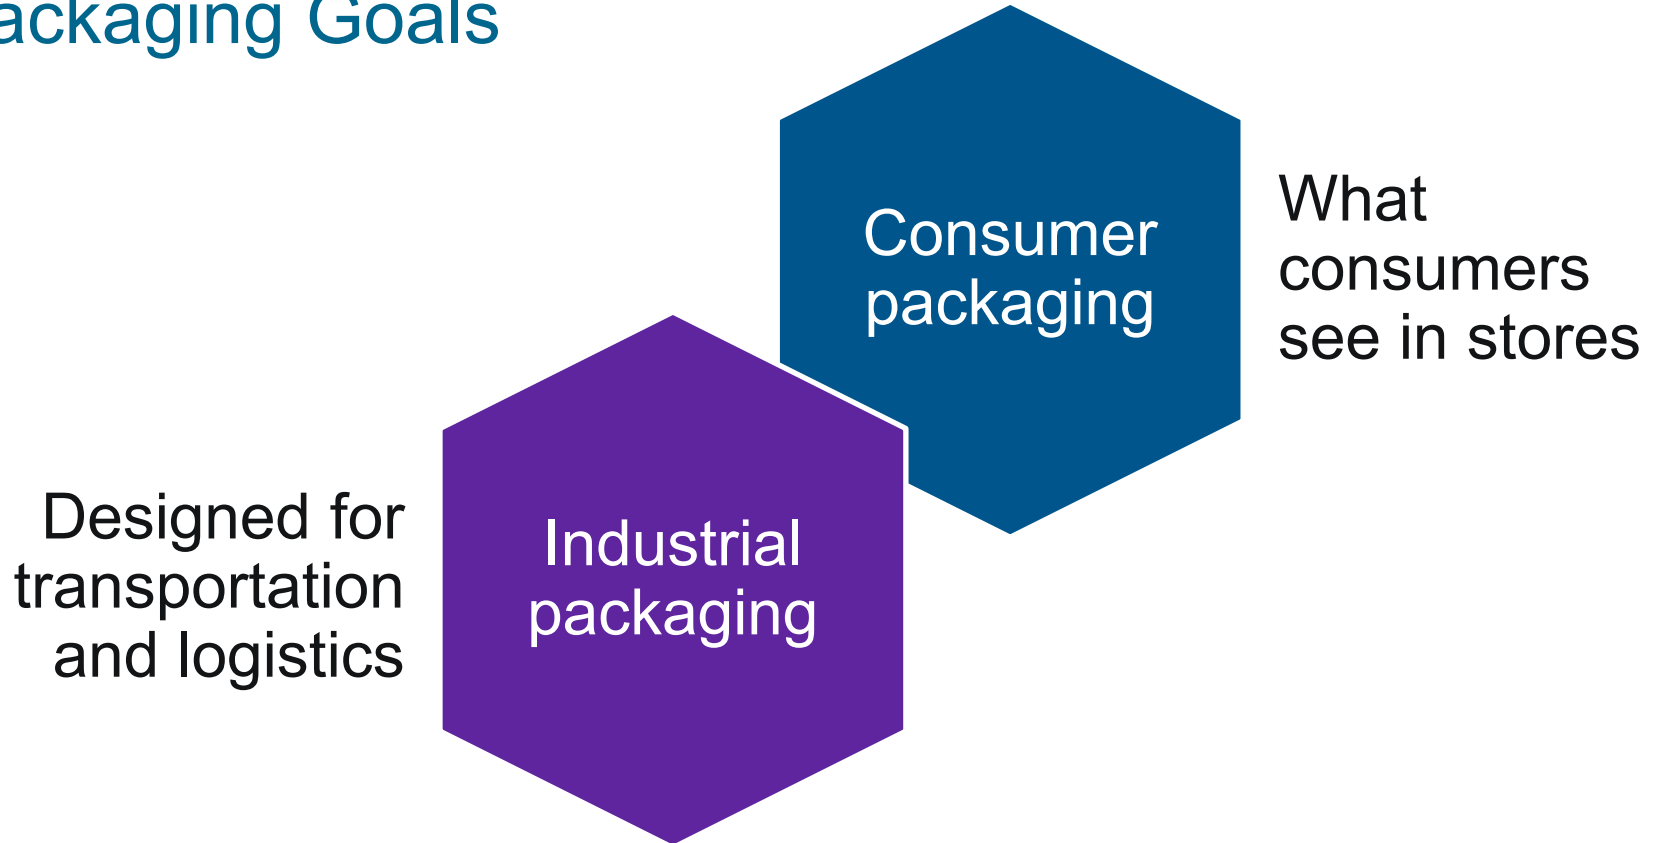 ackaging Goals
Consumer
packaging
What
consumers
see in stores
Designed for
transportation
and logistics
Industrial
packaging